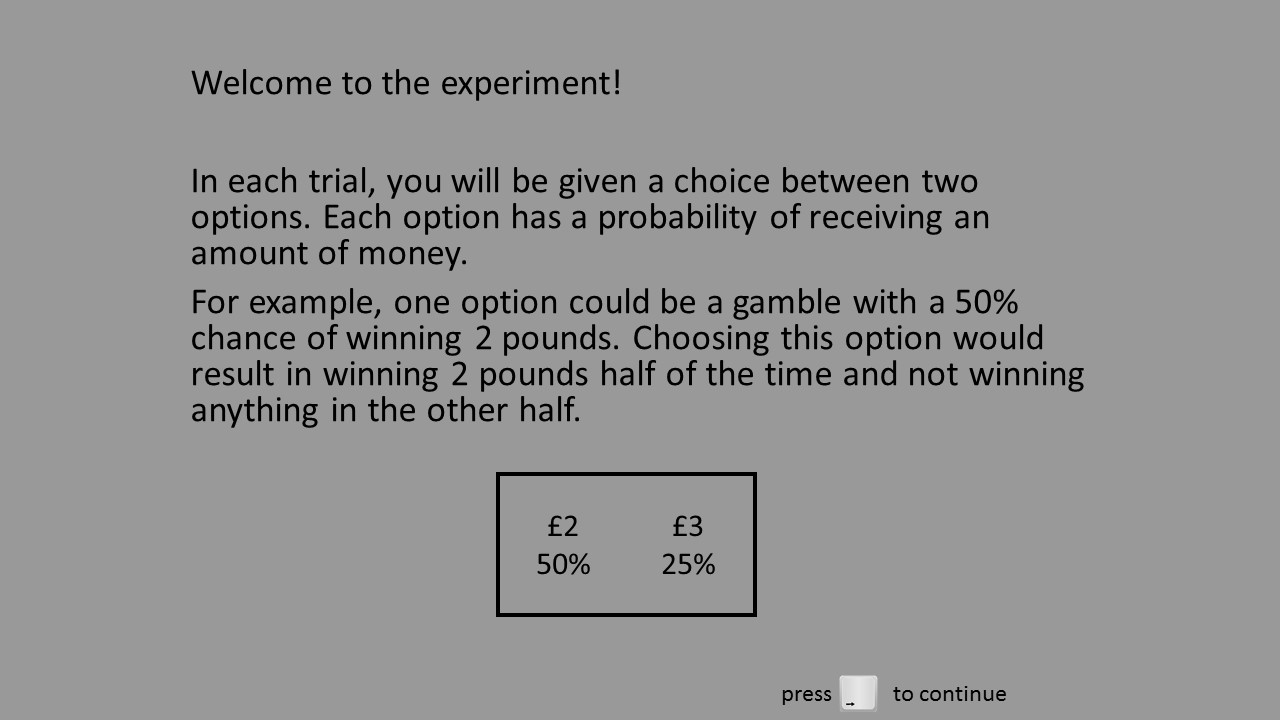 Welcome to the experiment!
In each trial, you will be given a choice between two
options. Each option has a probability of receiving an
amount of money.
For example, one option could be a gamble with a 50%
chance of winning 2 pounds. Choosing this option would
result in winning 2 pounds half of the time and not winning
anything in the other half.
£2 £3
50% 25%
press → to continue